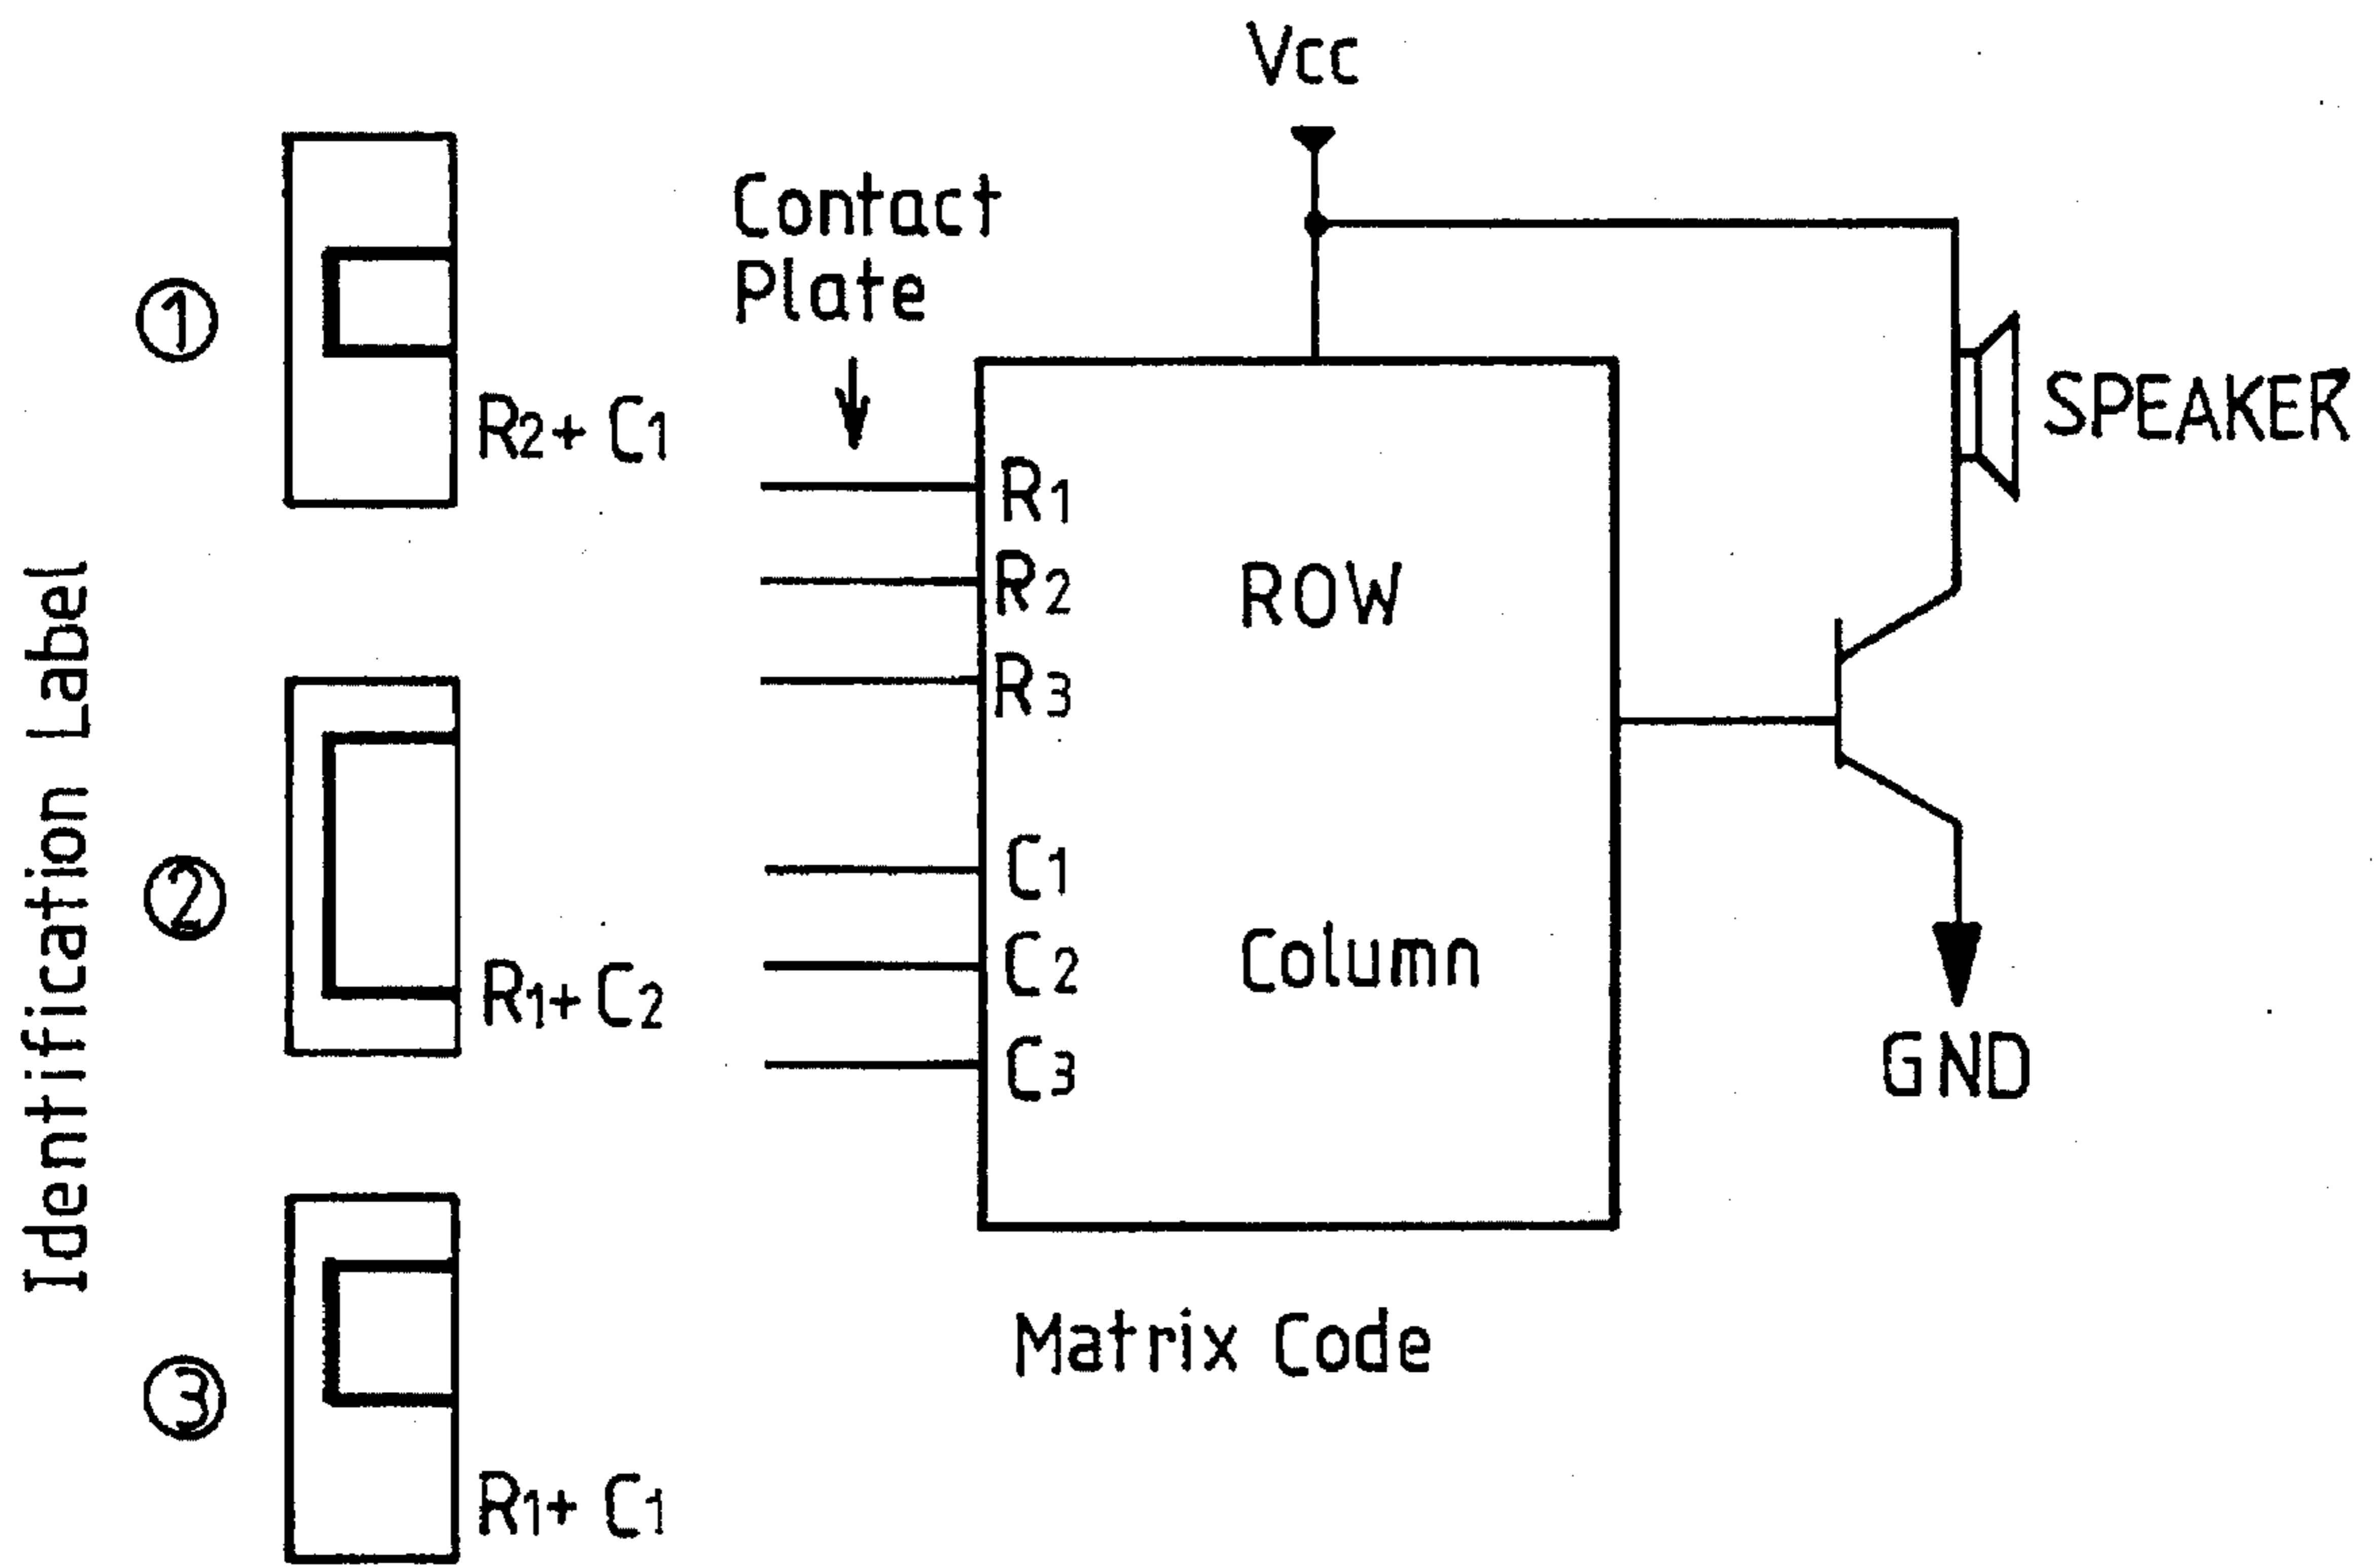 Vcc
Contact
Plate
①
R2+ C1
SPEAKER
R1
R2
ROW
R3
Identification Label
②
R1+ C2
C1
C2
Column
C3
GND
Matrix Code
③
R1+ C1